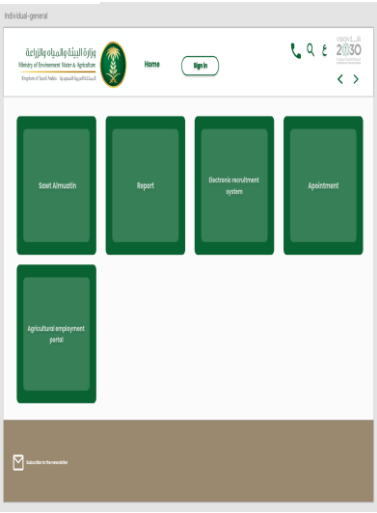 Individual-general
وزارة البيئة والمياه والزراعة
Ministry of Environment Water & Agriculture
Kingdom of Saudi Arabia المملكة العربية السعودية
Home
Sign in
ع
VISION
2030
Sawt Almuatin
Report
Electronic recruitment
system
Apointment
Agricultural employment
portal
Subscribe to the newsletter